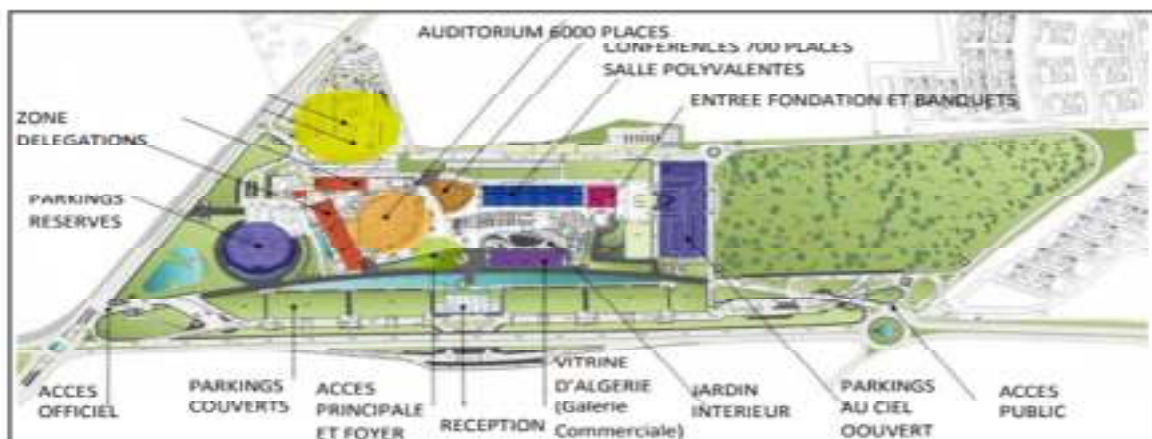 AUDITORIUM 6000 PLACES
CONFERENCES 700 PLACES
SALLE POLYVALENTES
ENTREE FONDATION ET BANQUETS
ZONE
DELEGATIONS
PARKINGS
RESERVES
ACCES
OFFICIEL
PARKINGS
COUVERTS
ACCES
PRINCIPALE
ET FOYER
RECEPTION
VITRINE
D'ALGERIE
(Galerie
Commerciale)
JARDIN
INTERIEUR
PARKINGS
AU CIEL
OOUVERT
ACCES
PUBLIC